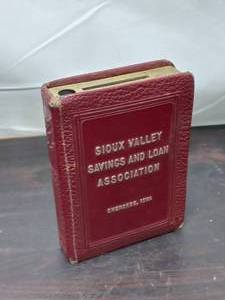 SIOUX VALLEY
SAVINGS AND LOAN
ASSOCIATION
CHEROKEE, IOWA